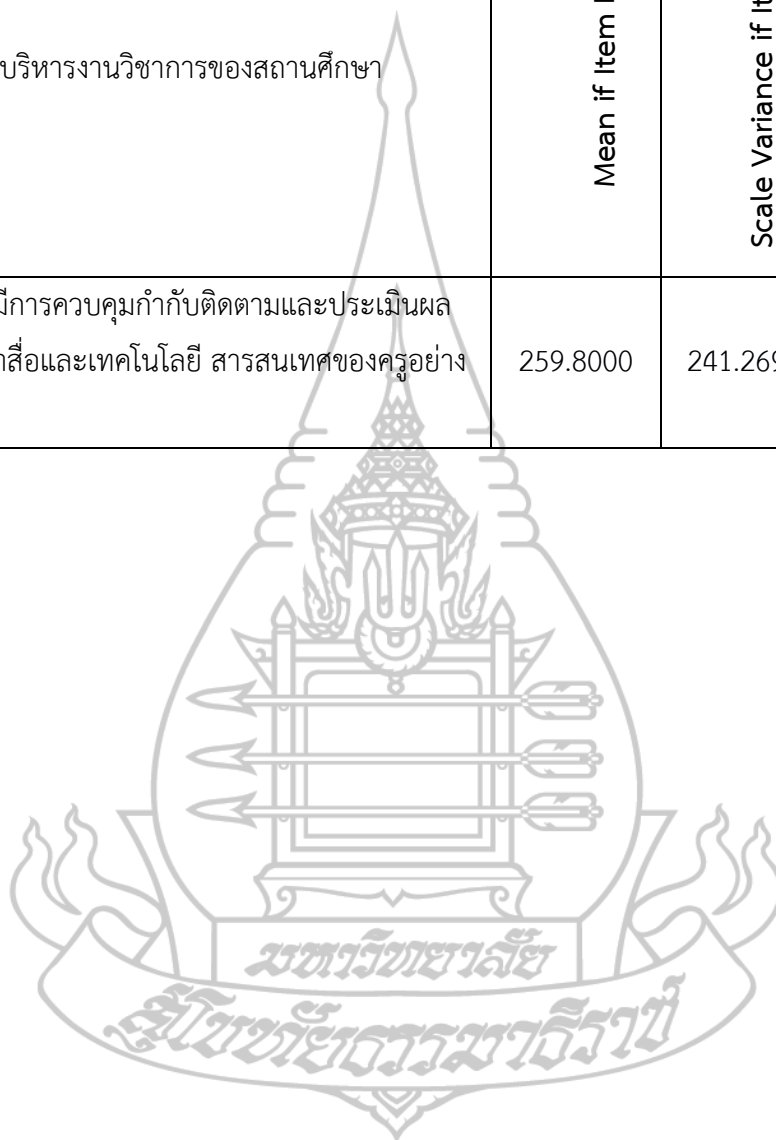 บริหารงานวิชาการของสถานศึกษา
Mean if Item
Scale Variance if
มีการควบคุมกำกับติดตามและประเมินผล
สื่อและเทคโนโลยี สารสนเทศของครูอย่าง
259.8000
241.269
มหาวิทยาลัย
สุโขทัยธรรมาธิราช